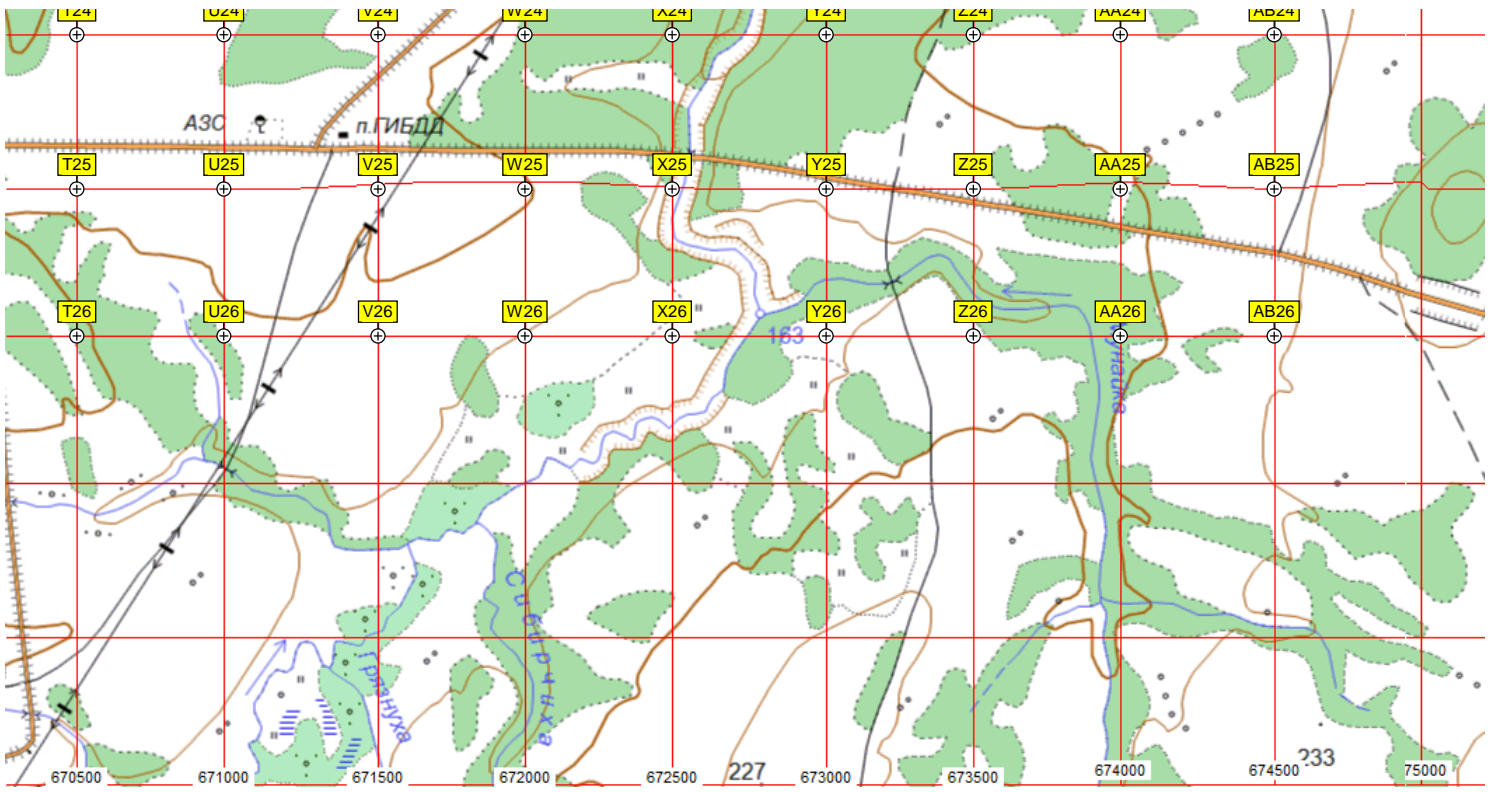 T24 U24 V24 W24 X24 Y24 Z24 AA24 AB24
АЗС
п.ГИБДД
T25 U25 V25 W25 X25 Y25 Z25 AA25 AB25
T26 U26 V26 W26 X26 Y26 Z26 AA26 AB26
163
Сибирчиха
Грязнуха
227
233
670500 671000 671500 672000 672500 673000 673500 674000 674500 75000